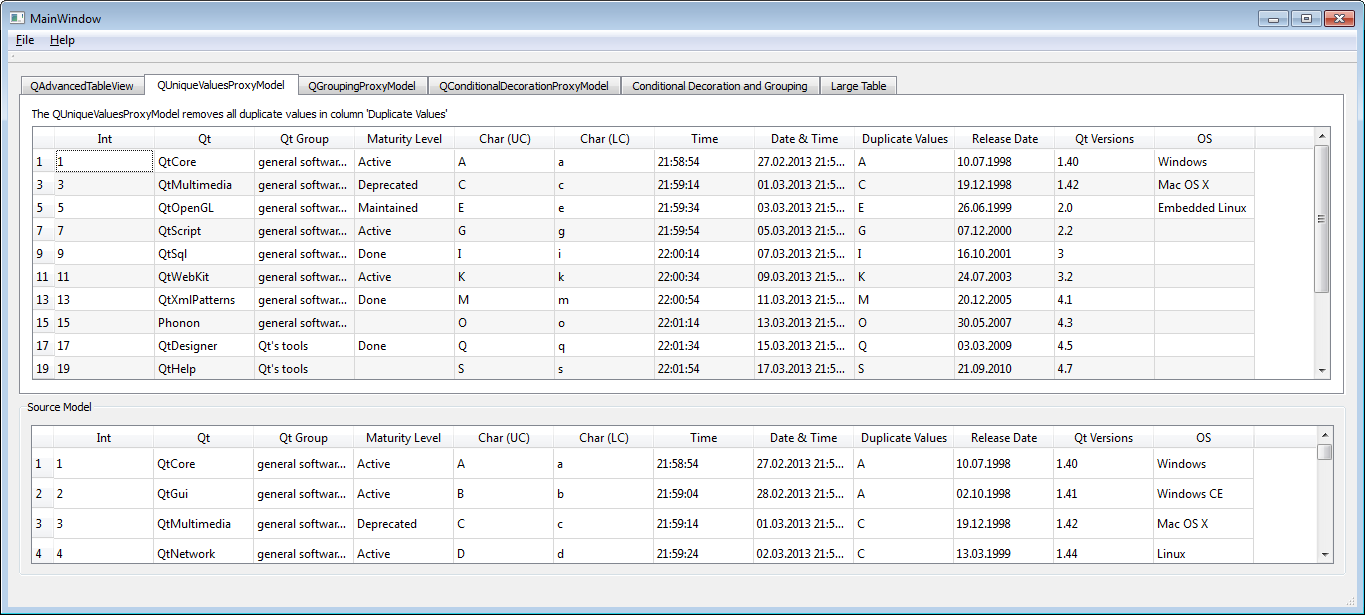 MainWindow
File Help
QAdvancedTableView QUniqueValuesProxyModel QGroupingProxyModel QConditionalDecorationProxyModel Conditional Decoration and Grouping Large Table
The QUniqueValuesProxyModel removes all duplicate values in column 'Duplicate Values'
Int Qt Qt Group Maturity Level Char (UC) Char (LC) Time Date & Time Duplicate Values Release Date Qt Versions OS
1 1 QtCore general softwar... Active A a 21:58:54 27.02.2013 21:5... A 10.07.1998 1.40 Windows
3 3 QtMultimedia general softwar... Deprecated C c 21:59:14 01.03.2013 21:5... C 19.12.1998 1.42 Mac OS X
5 5 QtOpenGL general softwar... Maintained E e 21:59:34 03.03.2013 21:5... E 26.06.1999 2.0 Embedded Linux
7 7 QtScript general softwar... Active G g 21:59:54 05.03.2013 21:5... G 07.12.2000 2.2
9 9 QtSql general softwar... Done I i 22:00:14 07.03.2013 21:5... I 16.10.2001 3
11 11 QtWebKit general softwar... Active K k 22:00:34 09.03.2013 21:5... K 24.07.2003 3.2
13 13 QtXmlPatterns general softwar... Done M m 22:00:54 11.03.2013 21:5... M 20.12.2005 4.1
15 15 Phonon general softwar... O o 22:01:14 13.03.2013 21:5... O 30.05.2007 4.3
17 17 QtDesigner Qt's tools Done Q q 22:01:34 15.03.2013 21:5... Q 03.03.2009 4.5
19 19 QtHelp Qt's tools S s 22:01:54 17.03.2013 21:5... S 21.09.2010 4.7
Source Model
Int Qt Qt Group Maturity Level Char (UC) Char (LC) Time Date & Time Duplicate Values Release Date Qt Versions OS
1 1 QtCore general softwar... Active A a 21:58:54 27.02.2013 21:5... A 10.07.1998 1.40 Windows
2 2 QtGui general softwar... Active B b 21:59:04 28.02.2013 21:5... A 02.10.1998 1.41 Windows CE
3 3 QtMultimedia general softwar... Deprecated C c 21:59:14 01.03.2013 21:5... C 19.12.1998 1.42 Mac OS X
4 4 QtNetwork general softwar... Active D d 21:59:24 02.03.2013 21:5... C 13.03.1999 1.44 Linux